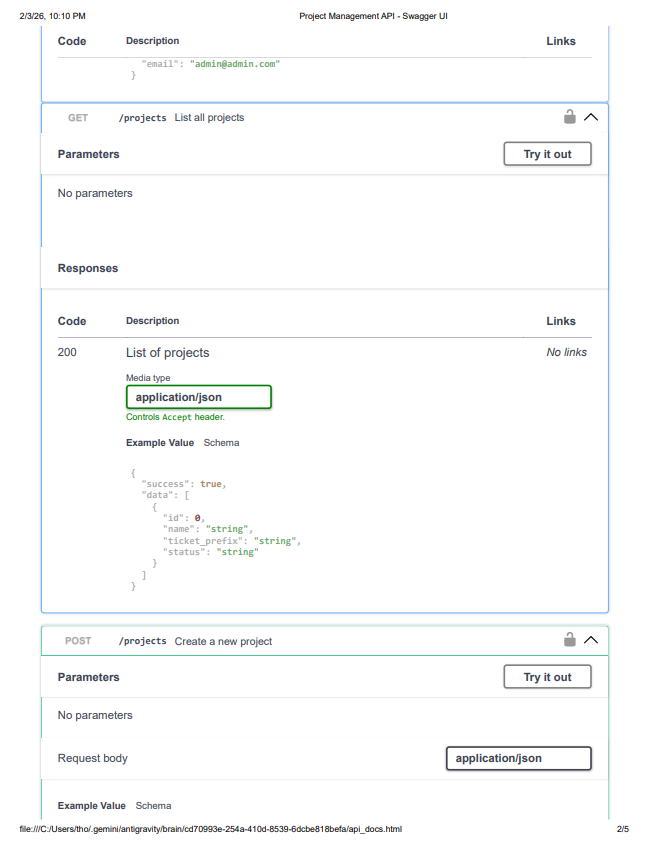 2/3/26, 10:10 PM Project Management API - Swagger UI
Code Description Links
"email": "admin@admin.com"
}
GET /projects List all projects
Parameters Try it out
No parameters
Responses
Code Description Links
200 List of projects No links
Media type
application/json
Controls Accept header.
Example Value Schema
{
"success": true,
"data": [
{
"id": 0,
"name": "string",
"ticket_prefix": "string",
"status": "string"
}
]
}
POST /projects Create a new project
Parameters Try it out
No parameters
Request body application/json
Example Value Schema
file:///C:/Users/tho/.gemini/antigravity/brain/cd70993e-254a-410d-8539-6dcbe818befa/api_docs.html 2/5